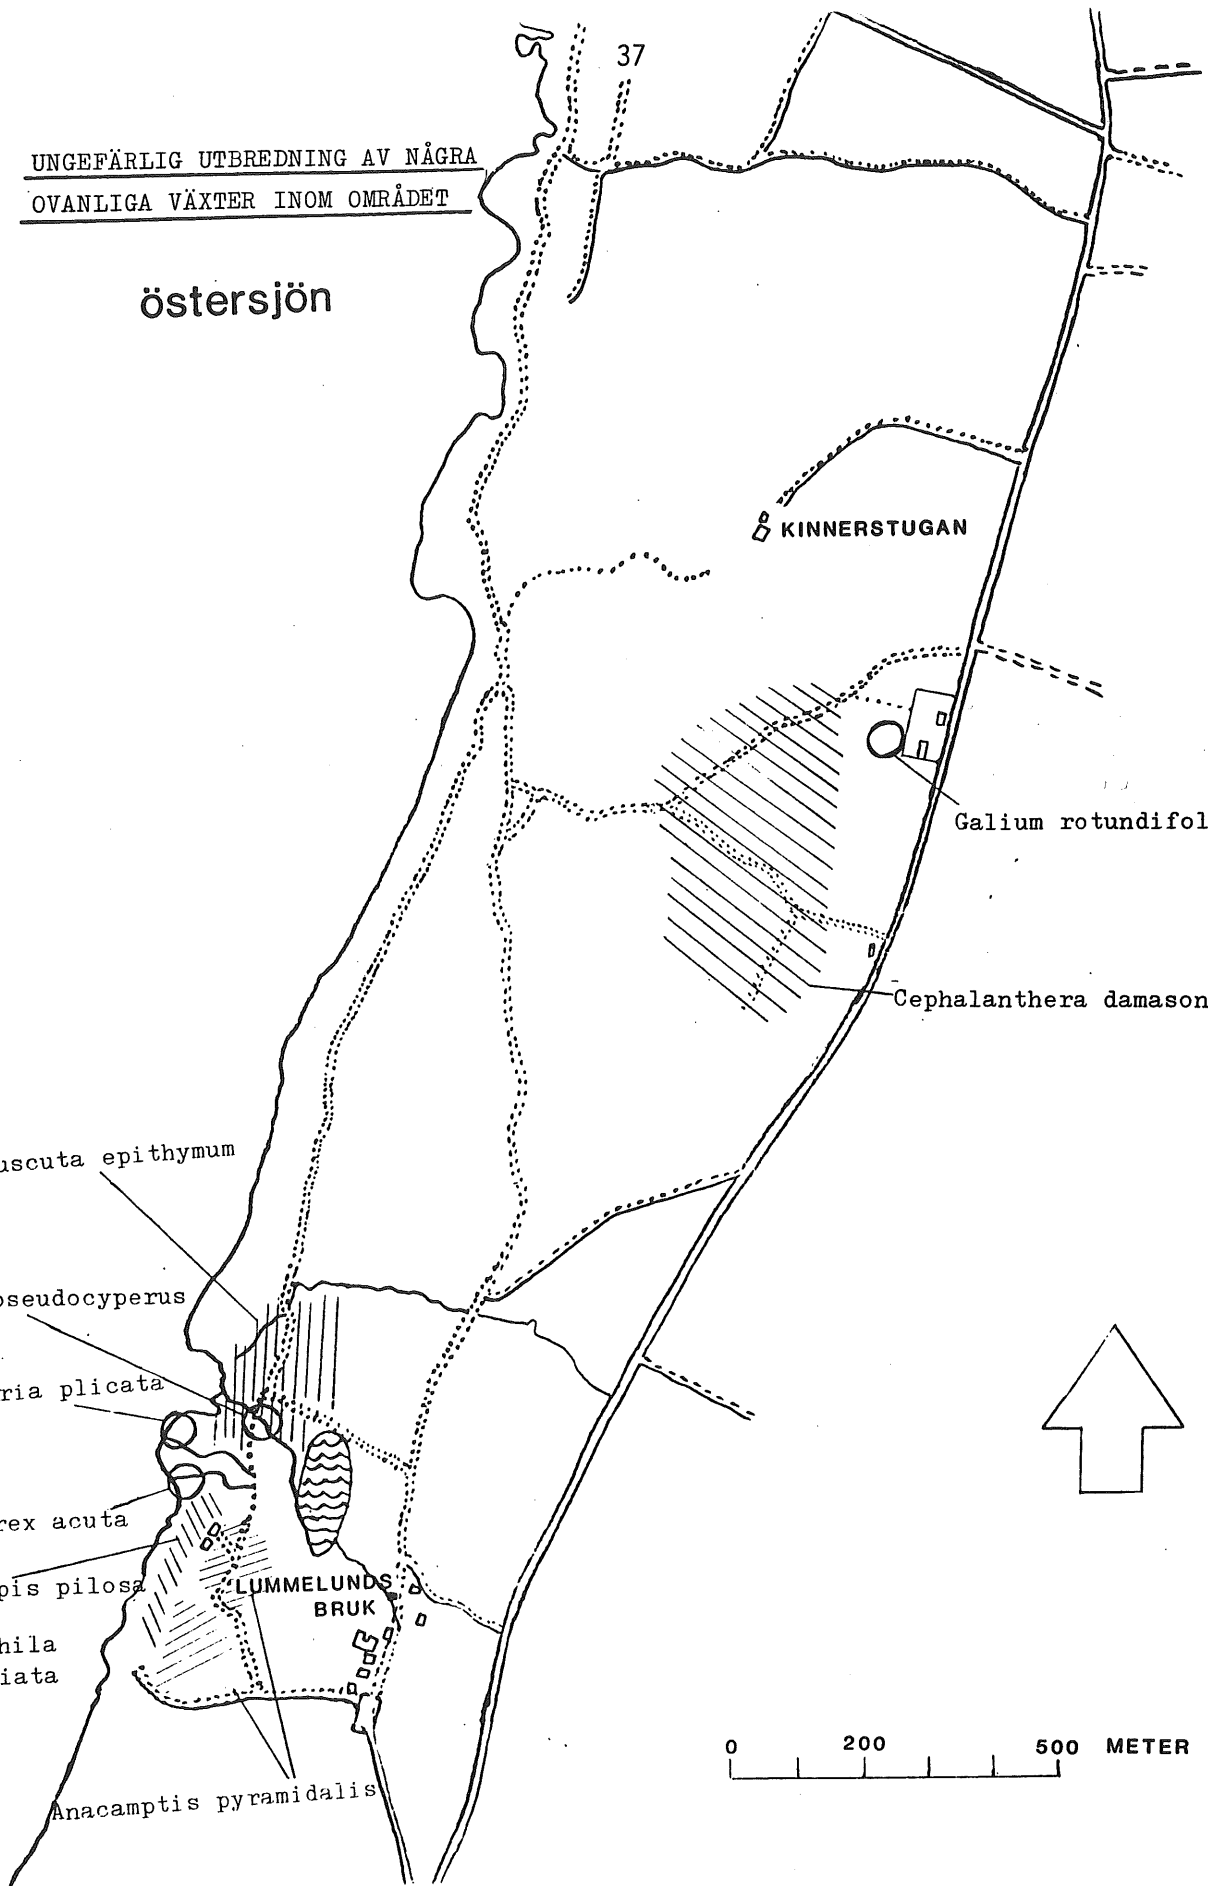 37
UNGEFÄRLIG UTBREDNING AV NÅGRA
OVANLIGA VÄXTER INOM OMRÅDET
östersjön
KINNERSTUGAN
Galium rotundifol
Cephalanthera damason
uscuta epithymum
pseudocyperus
ria plicata
rex acuta
pis pilosa
hila
iata
LUMMELUNDS
BRUK
Anacamptis pyramidalis
0 200 500 METER